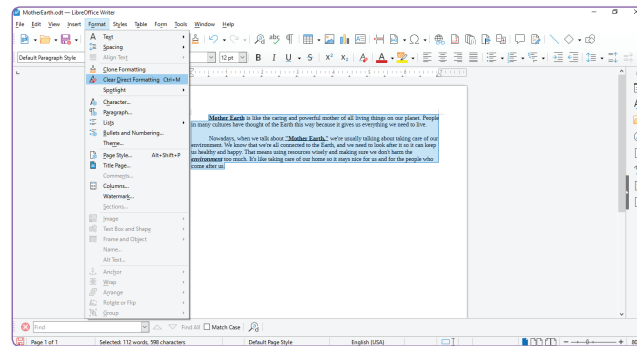 MotherEarth.odt — LibreOffice Writer
File Edit View Insert Format Styles Table Form Tools Window Help
Default Paragraph Style
12 pt
Text
Spacing
Align Text
Clone Formatting
Clear Direct Formatting Ctrl+M
Spotlight
Character...
Paragraph...
Lists
Bullets and Numbering...
Theme...
Page Style... Alt+Shift+P
Title Page...
Comments...
Columns...
Watermark...
Sections...
Image
Text Box and Shape
Frame and Object
Name...
Alt Text...
Anchor
Wrap
Arrange
Rotate or Flip
Group
Mother Earth is like the caring and powerful mother of all living things on our planet. People
in many cultures have thought of the Earth this way because it gives us everything we need to live.
Nowadays, when we talk about "Mother Earth," we're usually talking about taking care of our
environment. We know that we're all connected to the Earth, and we need to look after it so it can keep
us healthy and happy. That means using resources wisely and making sure we don't harm the
environment too much. It's like taking care of our home so it stays nice for us and for the people who
come after us.
Find
Find All
Match Case
Page 1 of 1
Selected: 112 words, 598 characters
Default Page Style
English (USA)